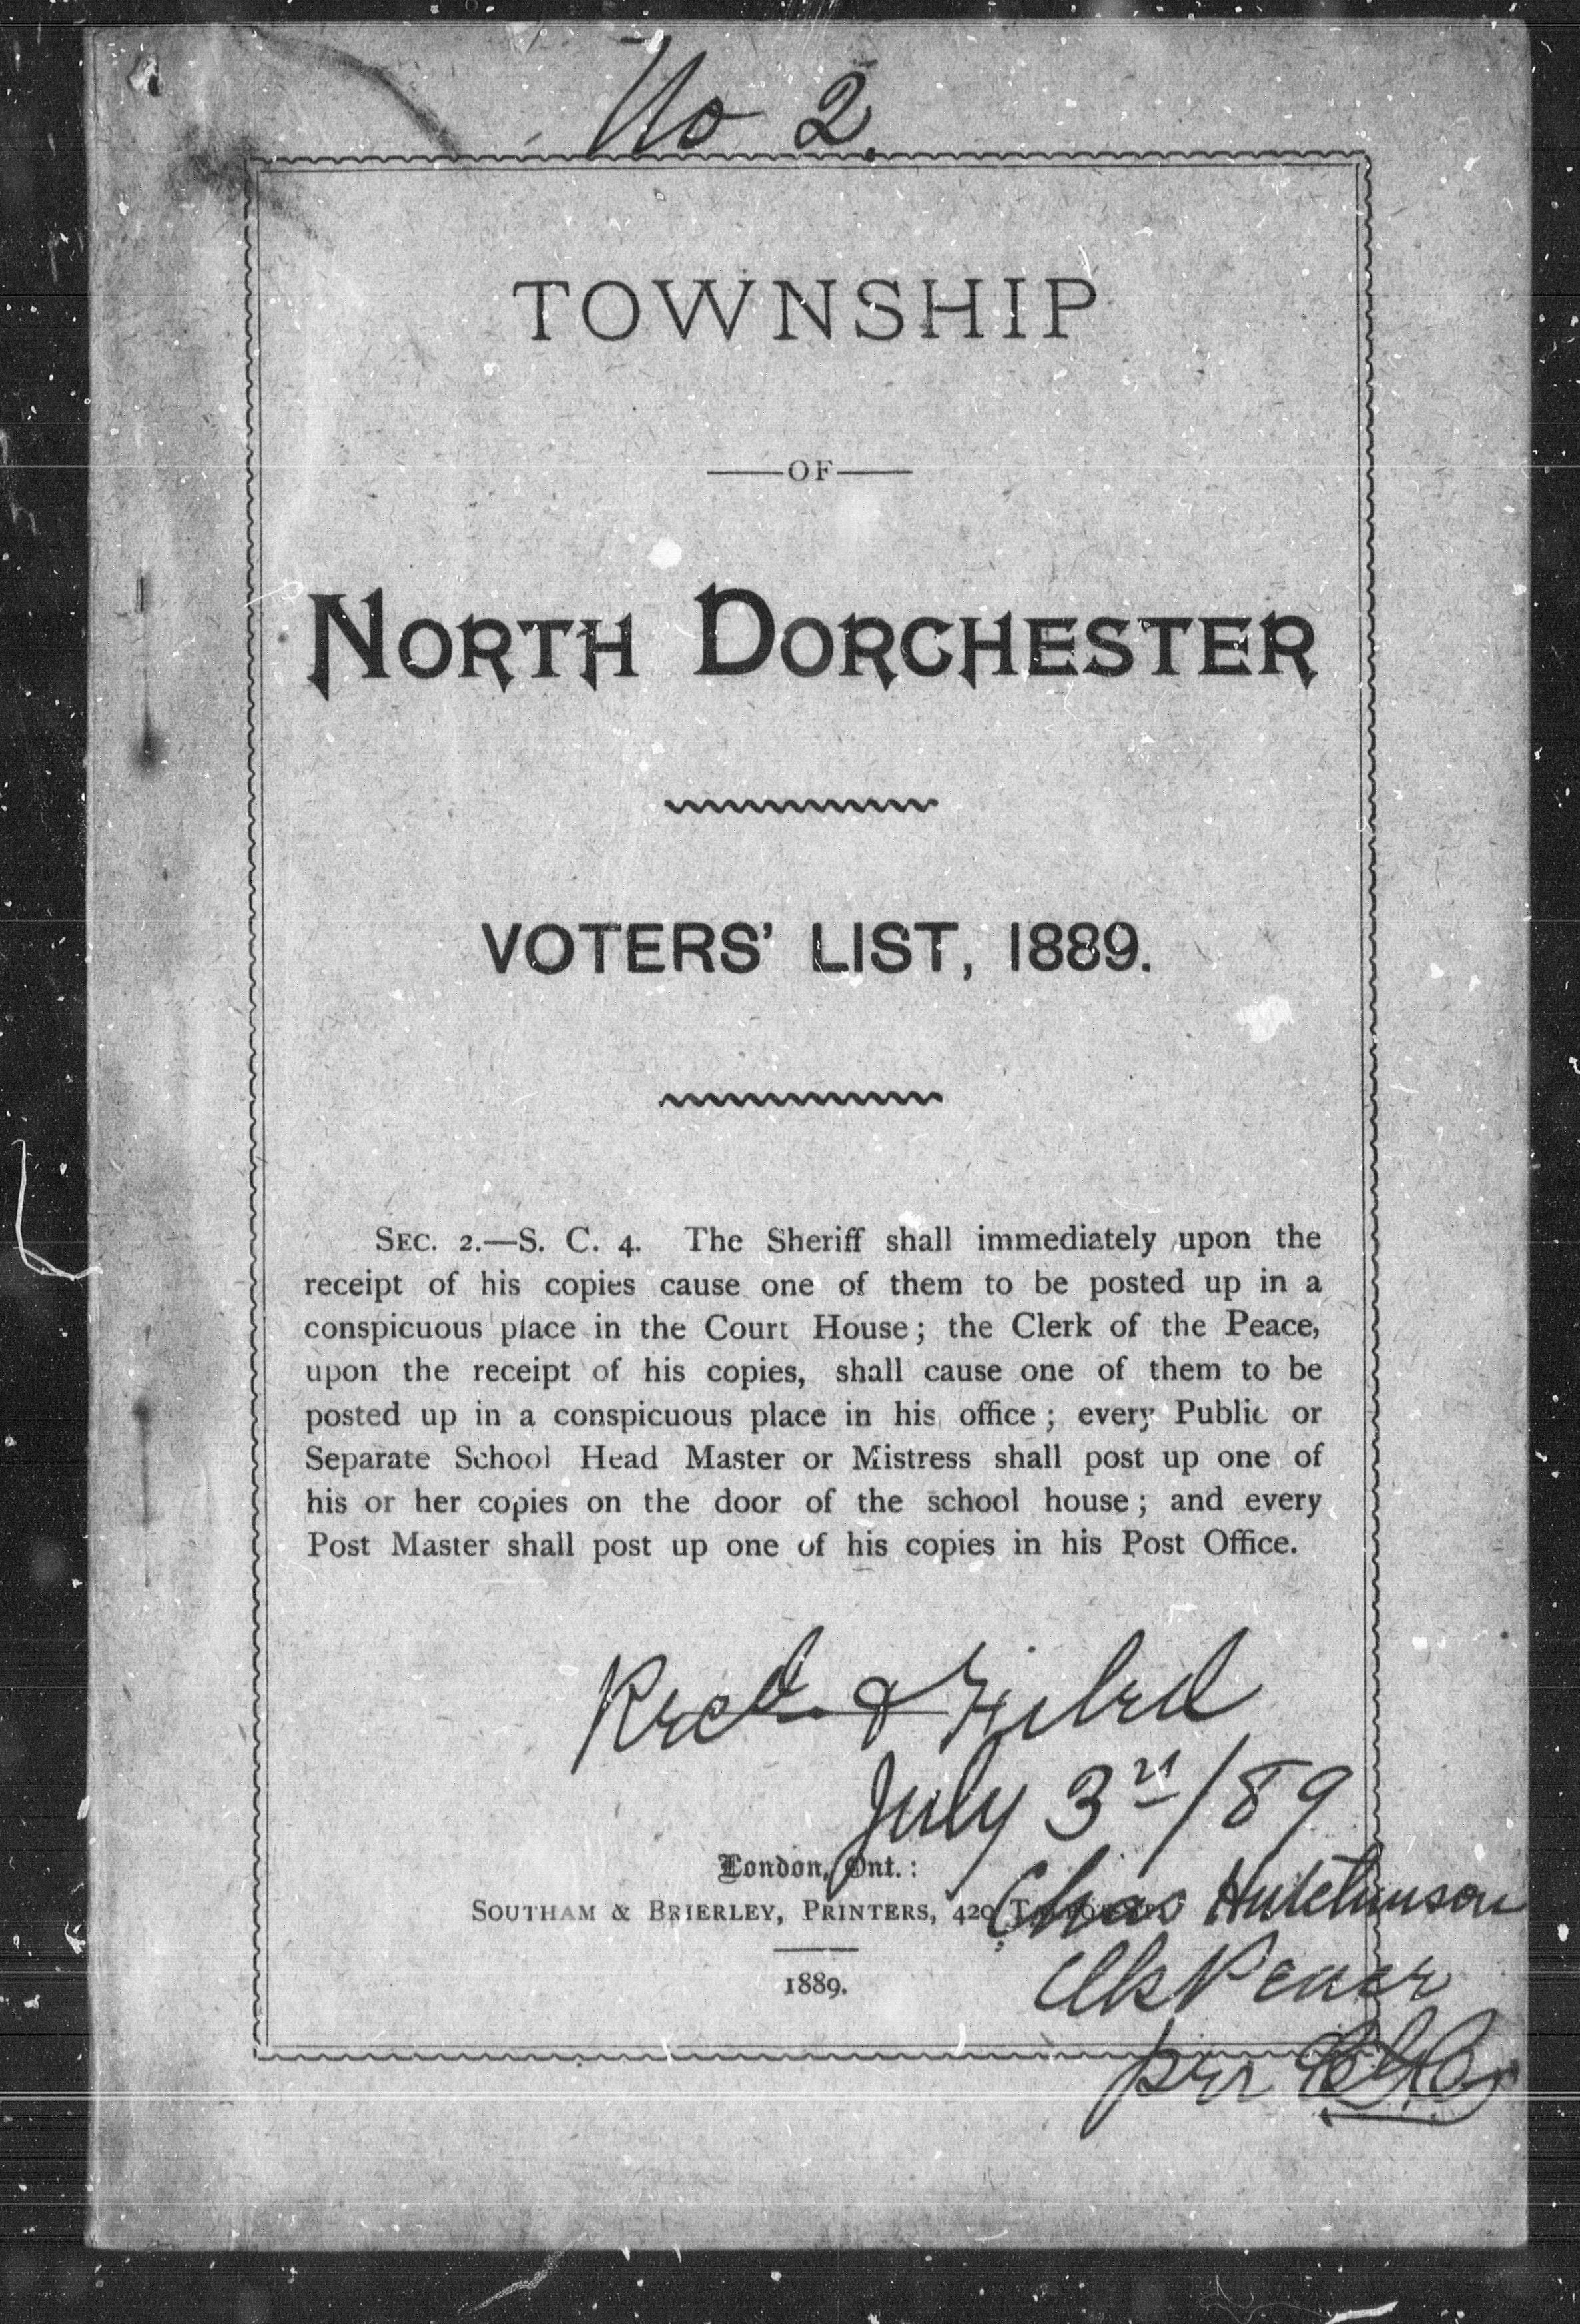 No 2.
TOWNSHIP
OF
NORTH DORCHESTER
VOTERS' LIST, 1889.
SEC. 2.—S. C. 4. The Sheriff shall immediately upon the
receipt of his copies cause one of them to be posted up in a
conspicuous place in the Court House; the Clerk of the Peace,
upon the receipt of his copies, shall cause one of them to be
posted up in a conspicuous place in his office; every Public or
Separate School Head Master or Mistress shall post up one of
his or her copies on the door of the school house; and every
Post Master shall post up one of his copies in his Post Office.
Recd. &
July 3rd/89
London, Ont.:
SOUTHAM & BRIERLEY, PRINTERS, 420
Chas Hutchinson
1889.
Clk Peace
per